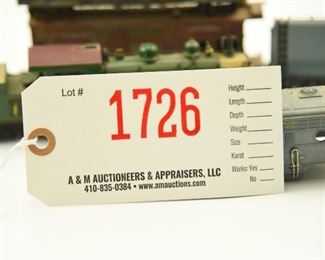 Lot #
1726
Height
Length
Depth
Weight
Size
Karat
Works: Yes
No
A & M AUCTIONEERS & APPRAISERS, LLC
410-835-0384 • www.amauctions.com